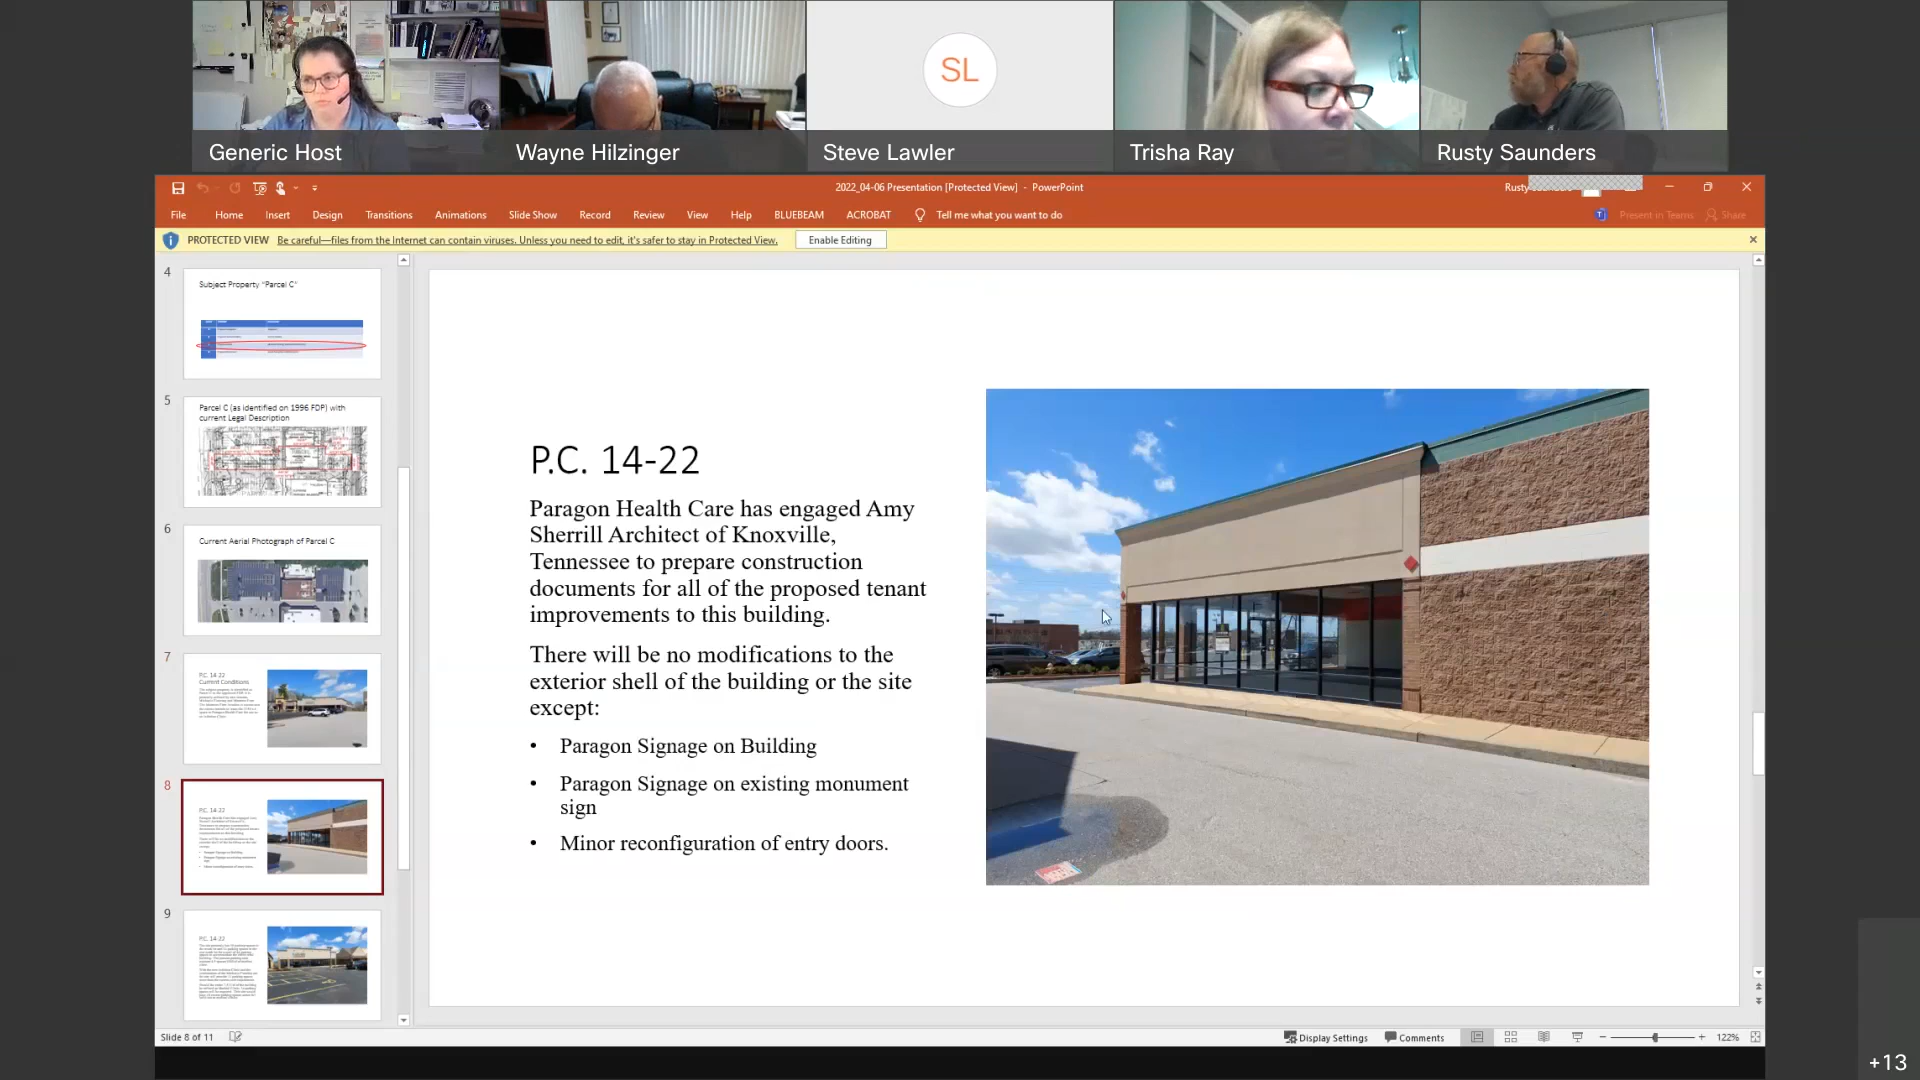 SL
Generic Host
Wayne Hilzinger
Steve Lawler
Trisha Ray
Rusty Saunders
2022_04-06 Presentation [Protected View] - PowerPoint
Rusty
File Home Insert Design Transitions Animations Slide Show Record Review View Help BLUEBEAM ACROBAT Tell me what you want to do
Present in Teams Share
PROTECTED VIEW Be careful—files from the Internet can contain viruses. Unless you need to edit, it's safer to stay in Protected View. Enable Editing
4
Subject Property "Parcel C"
5
Parcel C (as identified on 1996 FDP) with
current Legal Description
6
Current Aerial Photograph of Parcel C
7
P.C. 14-22
Current Conditions
8
P.C. 14-22
9
P.C. 14-22
P.C. 14-22
Paragon Health Care has engaged Amy
Sherrill Architect of Knoxville,
Tennessee to prepare construction
documents for all of the proposed tenant
improvements to this building.
There will be no modifications to the
exterior shell of the building or the site
except:
• Paragon Signage on Building
• Paragon Signage on existing monument
sign
• Minor reconfiguration of entry doors.
Slide 8 of 11
Display Settings Comments
122%
+13